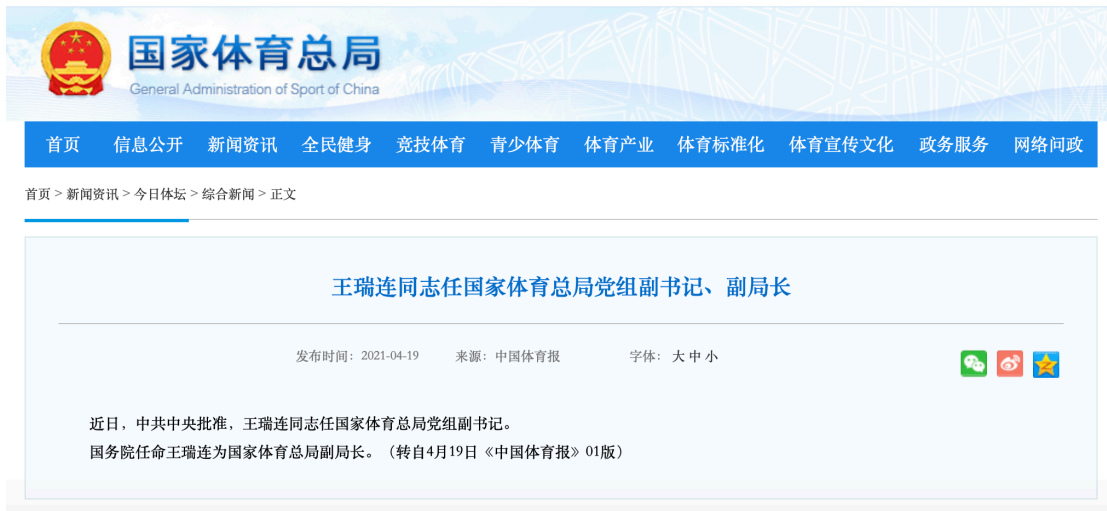 国家体育总局
General Administration of Sport of China
首页 信息公开 新闻资讯 全民健身 竞技体育 青少体育 体育产业 体育标准化 体育宣传文化 政务服务 网络问政
首页 > 新闻资讯 > 今日体坛 > 综合新闻 > 正文
王瑞连同志任国家体育总局党组副书记、副局长
发布时间：2021-04-19 来源：中国体育报 字体： 大 中 小
近日，中共中央批准，王瑞连同志任国家体育总局党组副书记。
国务院任命王瑞连为国家体育总局副局长。（转自4月19日《中国体育报》01版）